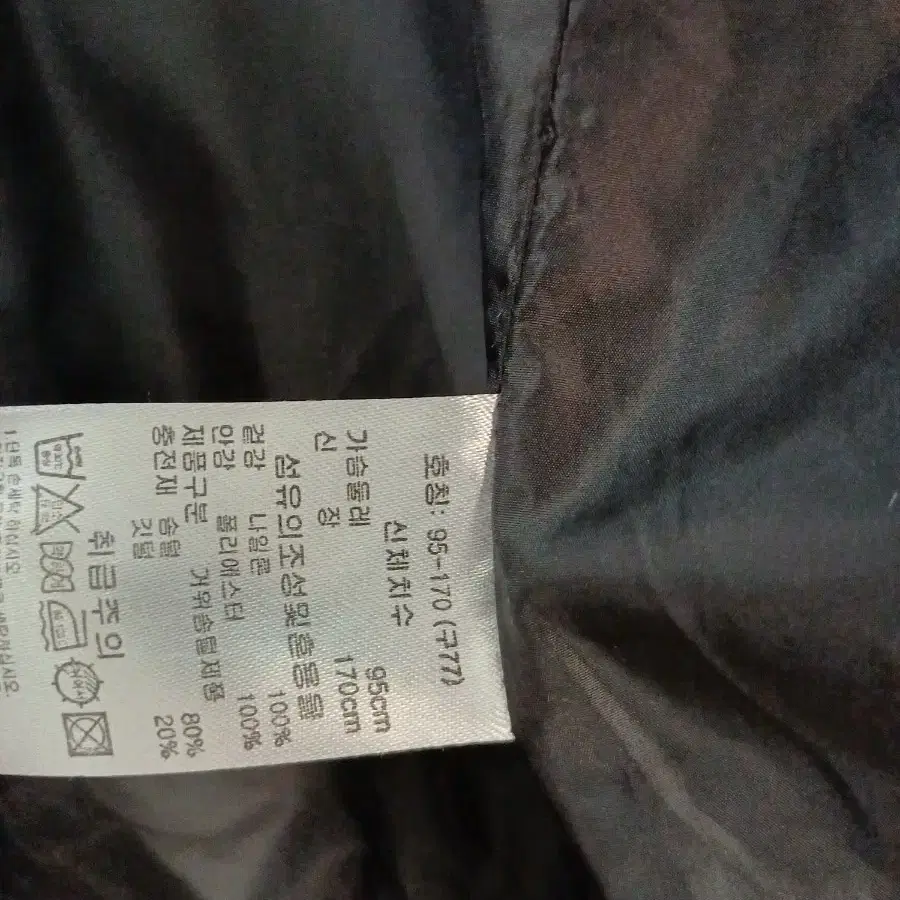 호칭: 95-170 (구77)
신체치수
가슴둘레 95cm
신 장 170cm
섬유의조성및솜혼용율
겉감 나일론 100%
안감 폴리에스터 100%
제품구분 거위솜털제품
충전재 솜털 80%
깃털 20%
취급주의